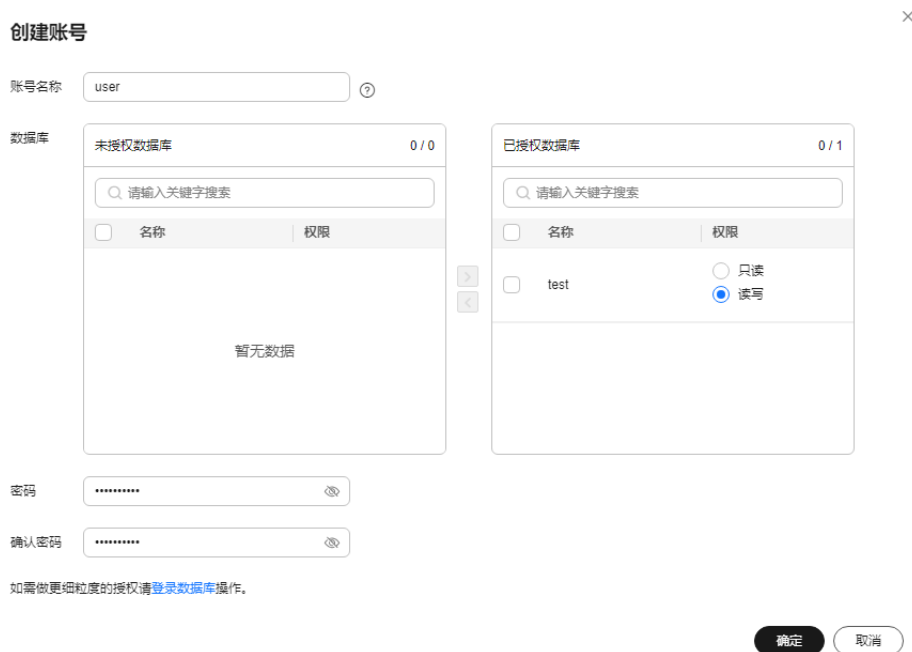 创建账号
账号名称 user
数据库
未授权数据库 0 / 0
请输入关键字搜索
名称 权限
暂无数据
已授权数据库 0 / 1
请输入关键字搜索
名称 权限
test 只读
读写
密码 ••••••••••
确认密码 ••••••••••
如需做更细粒度的授权请登录数据库操作。
确定 取消